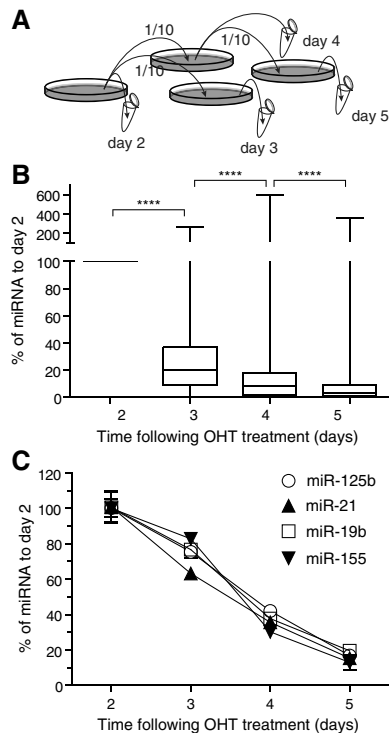 A
1/10
1/10
1/10
day 4
day 2
day 3
day 5
B
% of miRNA to day 2
600
400
200
100
80
60
40
20
0
****
****
****
2 3 4 5
Time following OHT treatment (days)
C
% of miRNA to day 2
120
100
80
60
40
20
0
miR-125b
miR-21
miR-19b
miR-155
2 3 4 5
Time following OHT treatment (days)